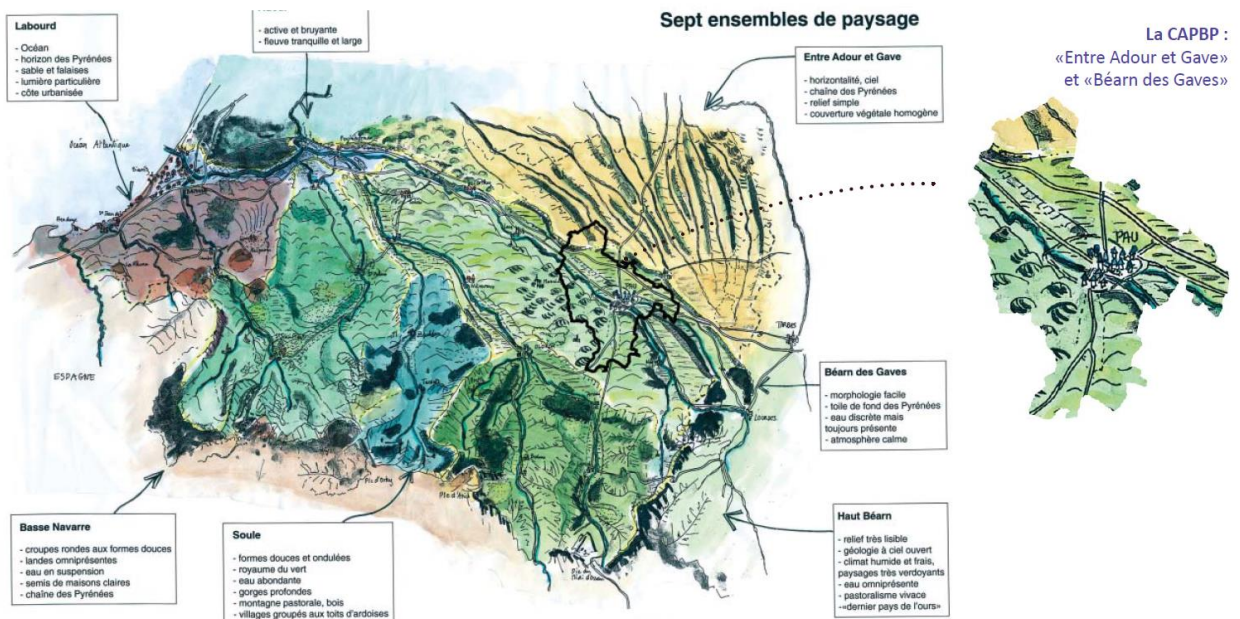 Sept ensembles de paysage
Labourd
- Océan
- horizon des Pyrénées
- sable et falaises
- lumière particulière
- côte urbanisée
- active et bruyante
- fleuve tranquille et large
Entre Adour et Gave
- horizontalité, ciel
- chaîne des Pyrénées
- relief simple
- couverture végétale homogène
La CAPBP :
«Entre Adour et Gave»
et «Béarn des Gaves»
PAU
Océan Atlantique
ESPAGNE
TARBES
LOURDES
Béarn des Gaves
- morphologie facile
- toile de fond des Pyrénées
- eau discrète mais
toujours présente
- atmosphère calme
Basse Navarre
- croupes rondes aux formes douces
- landes omniprésentes
- eau en suspension
- semis de maisons claires
- chaîne des Pyrénées
Soule
- formes douces et ondulées
- royaume du vert
- eau abondante
- gorges profondes
- montagne pastorale, bois
- villages groupés aux toits d'ardoises
Pic d'Orhy
Pic d'Anie
Haut Béarn
- relief très lisible
- géologie à ciel ouvert
- climat humide et frais,
paysages très verdoyants
- eau omniprésente
- pastoralisme vivace
-«dernier pays de l'ours»